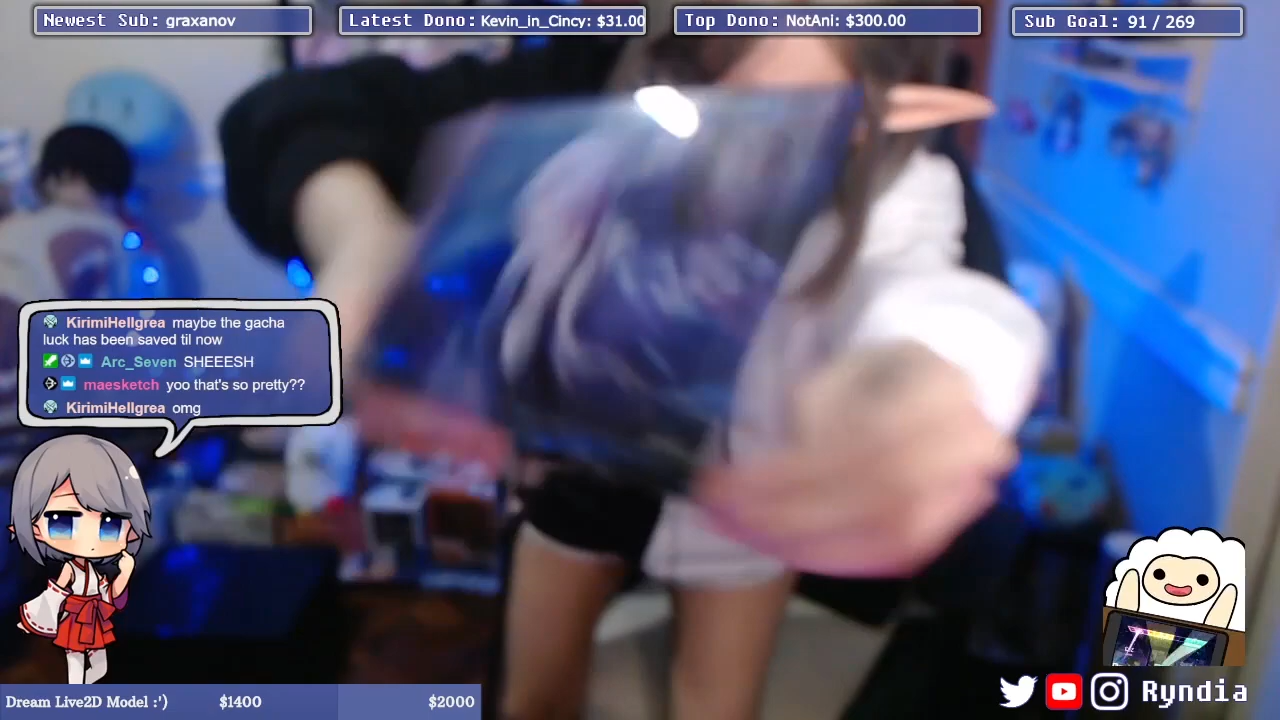 Newest Sub: graxanov
Latest Dono: Kevin_in_Cincy: $31.00
Top Dono: NotAni: $300.00
Sub Goal: 91 / 269
KirimiHellgrea maybe the gacha
luck has been saved til now
Arc_Seven SHEEESH
maesketch yoo that's so pretty??
KirimiHellgrea omg
Dream Live2D Model :') $1400 $2000
Ryndia